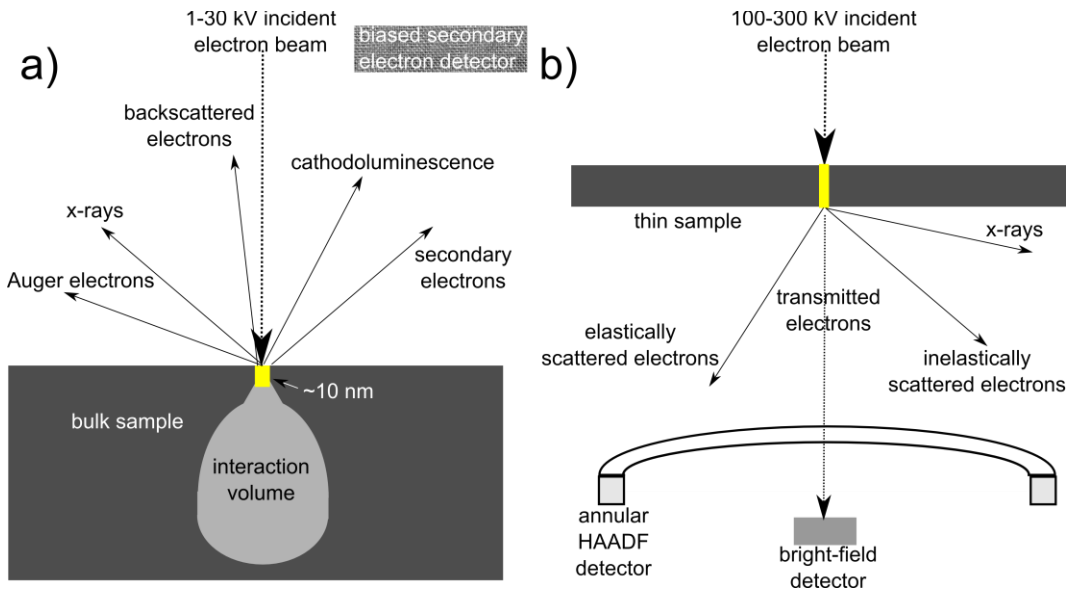 a)
1-30 kV incident
electron beam
biased secondary
electron detector
backscattered
electrons
cathodoluminescence
x-rays
secondary
electrons
Auger electrons
~10 nm
bulk sample
interaction
volume
b)
100-300 kV incident
electron beam
thin sample
x-rays
transmitted
electrons
elastically
scattered electrons
inelastically
scattered electrons
annular
HAADF
detector
bright-field
detector